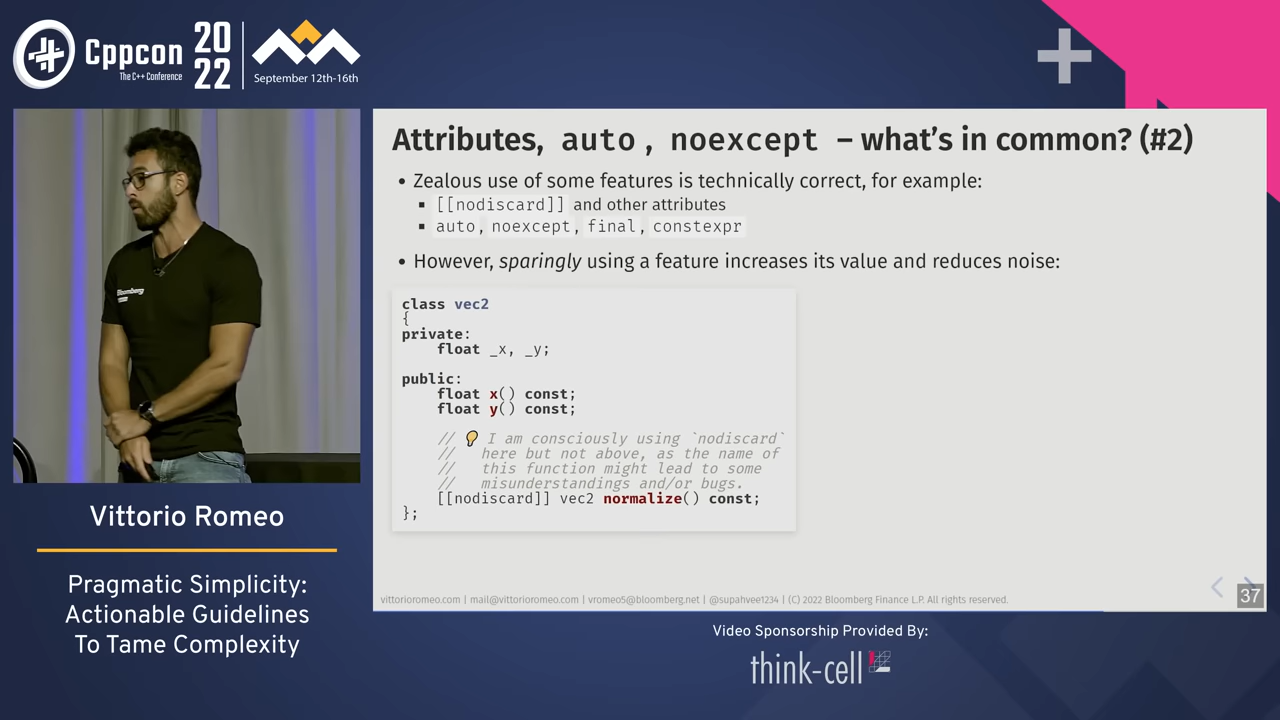 Cppcon
The C++ Conference
20
22
September 12th-16th
Attributes, auto, noexcept – what's in common? (#2)
• Zealous use of some features is technically correct, for example:
▪ [[nodiscard]] and other attributes
▪ auto, noexcept, final, constexpr
• However, sparingly using a feature increases its value and reduces noise:
class vec2
{
private:
    float _x, _y;
public:
    float x() const;
    float y() const;
    // 💡 I am consciously using `nodiscard`
    //   here but not above, as the name of
    //   this function might lead to some
    //   misunderstandings and/or bugs.
    [[nodiscard]] vec2 normalize() const;
};
vittorioromeo.com | mail@vittorioromeo.com | vromeo5@bloomberg.net | @supahvee1234 | (C) 2022 Bloomberg Finance L.P. All rights reserved.
37
Bloomberg
Vittorio Romeo
Pragmatic Simplicity:
Actionable Guidelines
To Tame Complexity
Video Sponsorship Provided By:
think-cell